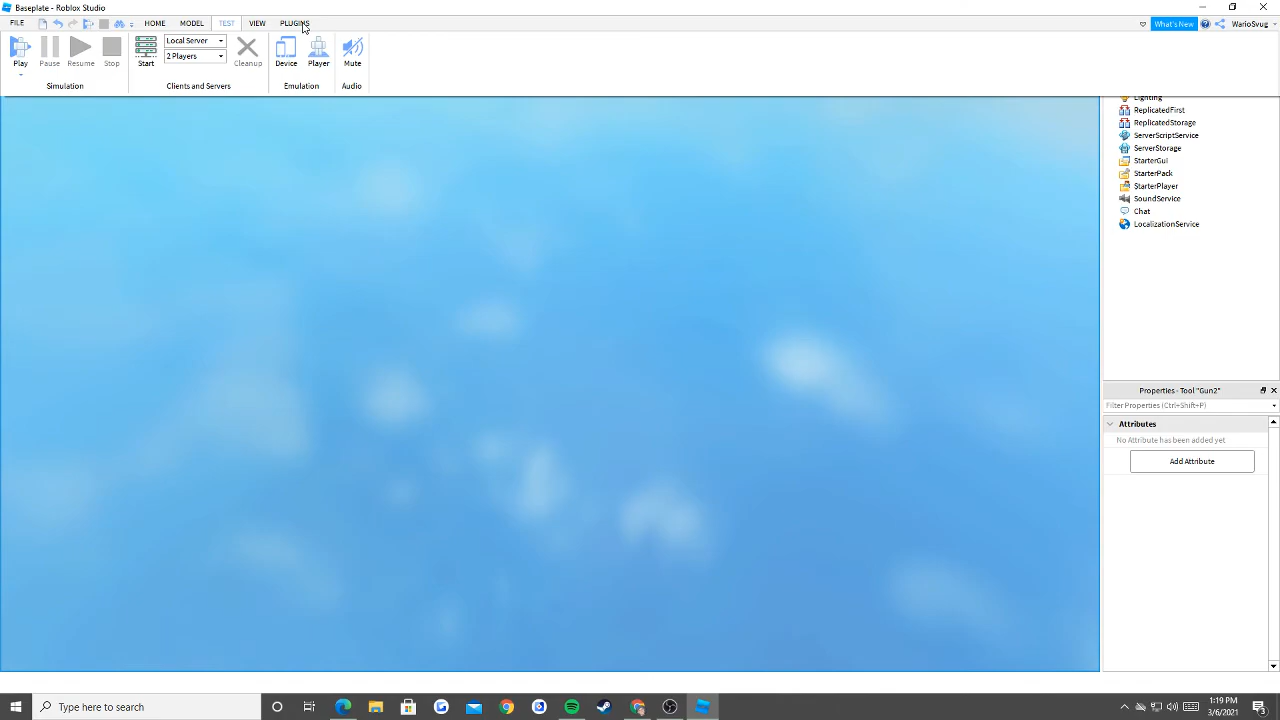 Baseplate - Roblox Studio
FILE HOME MODEL TEST VIEW PLUGINS What's New WarioSvug
Local Server
2 Players
Play Pause Resume Stop Start Cleanup Device Player Mute
Simulation Clients and Servers Emulation Audio
Lighting
ReplicatedFirst
ReplicatedStorage
ServerScriptService
ServerStorage
StarterGui
StarterPack
StarterPlayer
SoundService
Chat
LocalizationService
Properties - Tool "Gun2"
Filter Properties (Ctrl+Shift+P)
Attributes
No Attribute has been added yet
Add Attribute
Type here to search
1:19 PM
3/6/2021